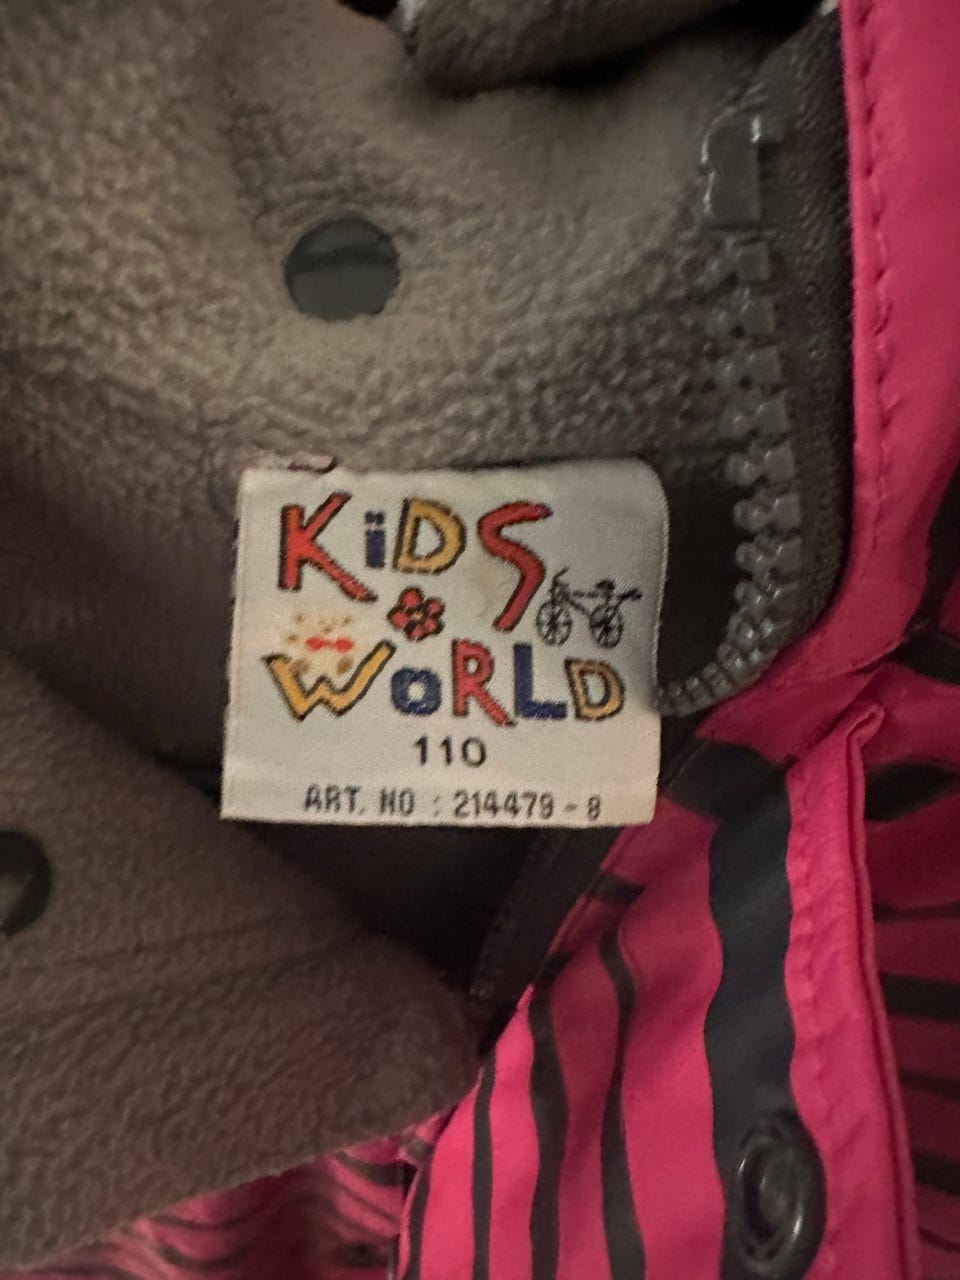 KiDS
WoRLD
110
ART. NO : 214479 - 8